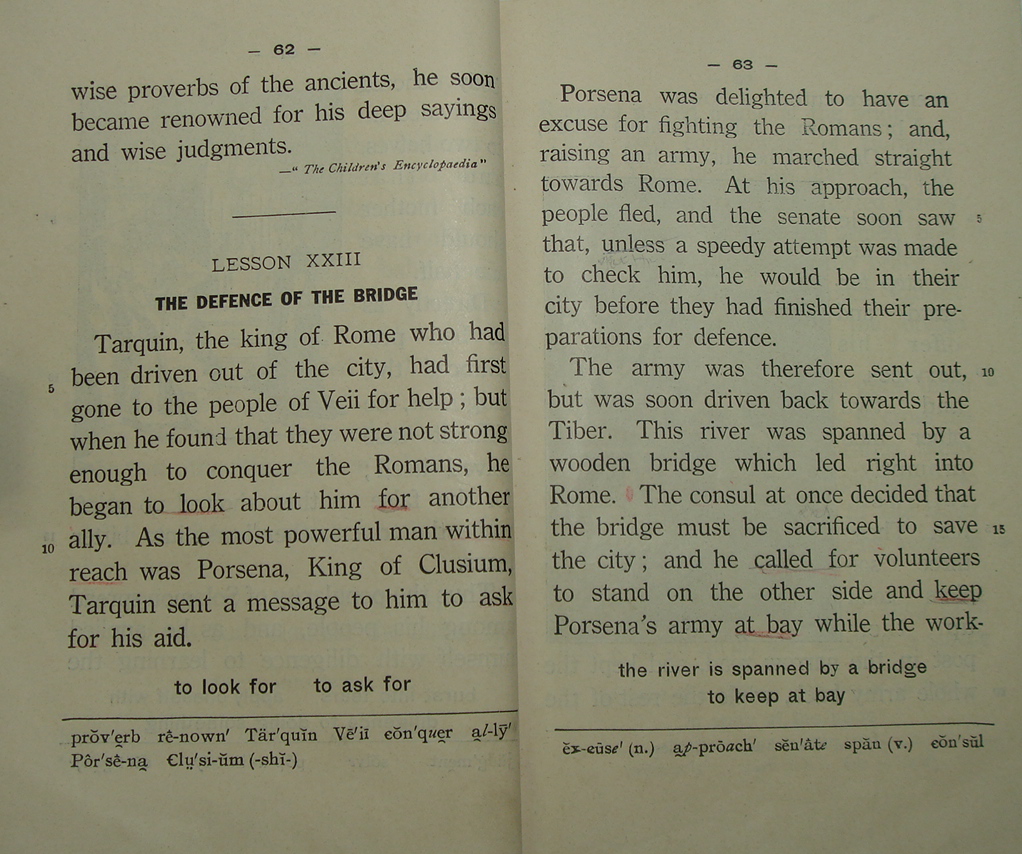 — 62 —
wise proverbs of the ancients, he soon
became renowned for his deep sayings
and wise judgments.
—“ The Children's Encyclopaedia”
LESSON XXIII
THE DEFENCE OF THE BRIDGE
Tarquin, the king of Rome who had
been driven out of the city, had first
5
gone to the people of Veii for help ; but
when he found that they were not strong
enough to conquer the Romans, he
began to look about him for another
10 ally. As the most powerful man within
reach was Porsena, King of Clusium,
Tarquin sent a message to him to ask
for his aid.
to look for to ask for
prŏv'e̱rb rê-nown' Tär'quĭn Vē'iī cŏn'que̱r a̱l-lȳ'
Pôr'sê-na̱ Clu̱'si-ŭm (-shĭ-)
— 63 —
Porsena was delighted to have an
excuse for fighting the Romans ; and,
raising an army, he marched straight
towards Rome. At his approach, the
people fled, and the senate soon saw 5
that, unless a speedy attempt was made
to check him, he would be in their
city before they had finished their pre-
parations for defence.
The army was therefore sent out, 10
but was soon driven back towards the
Tiber. This river was spanned by a
wooden bridge which led right into
Rome. The consul at once decided that
the bridge must be sacrificed to save 15
the city ; and he called for volunteers
to stand on the other side and keep
Porsena's army at bay while the work-
the river is spanned by a bridge
to keep at bay
ĕx-cūse' (n.) a̱p-prōach' sĕn'âte spăn (v.) cŏn'sŭl